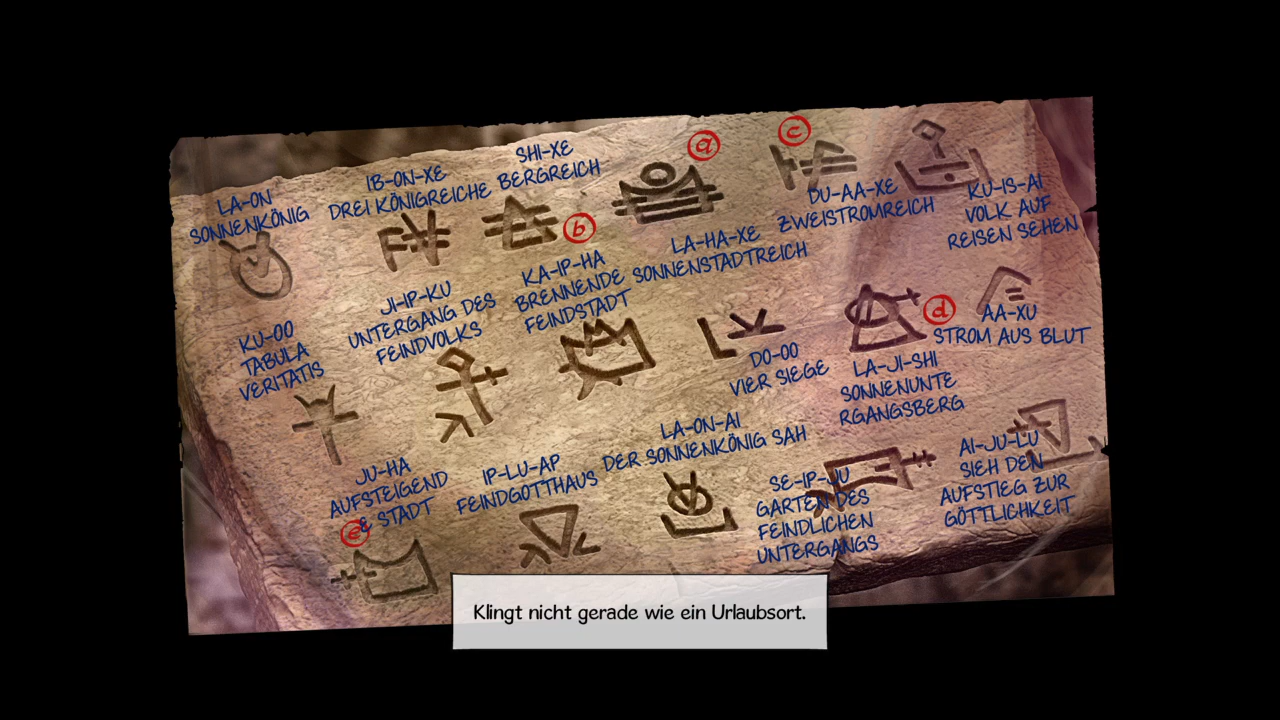 LA-ON
SONNENKÖNIG
IB-ON-XE
DREI KÖNIGREICHE
SHI-XE
BERGREICH
a
c
b
LA-HA-XE
SONNENSTADTREICH
DU-AA-XE
ZWEISTROMREICH
KU-IS-AI
VOLK AUF
REISEN SEHEN
KU-OO
TABULA
VERITATIS
JI-IP-KU
UNTERGANG DES
FEINDVOLKS
KA-IP-HA
BRENNENDE
FEINDSTADT
DO-OO
VIER SIEGE
d
LA-JI-SHI
SONNENUNTE
RGANGSBERG
AA-XU
STROM AUS BLUT
JU-HA
AUFSTEIGEND
E STADT
e
IP-LU-AP
FEINDGOTTHAUS
LA-ON-AI
DER SONNENKÖNIG SAH
SE-IP-JU
GARTEN DES
FEINDLICHEN
UNTERGANGS
AI-JU-LU
SIEH DEN
AUFSTIEG ZUR
GÖTTLICHKEIT
Klingt nicht gerade wie ein Urlaubsort.